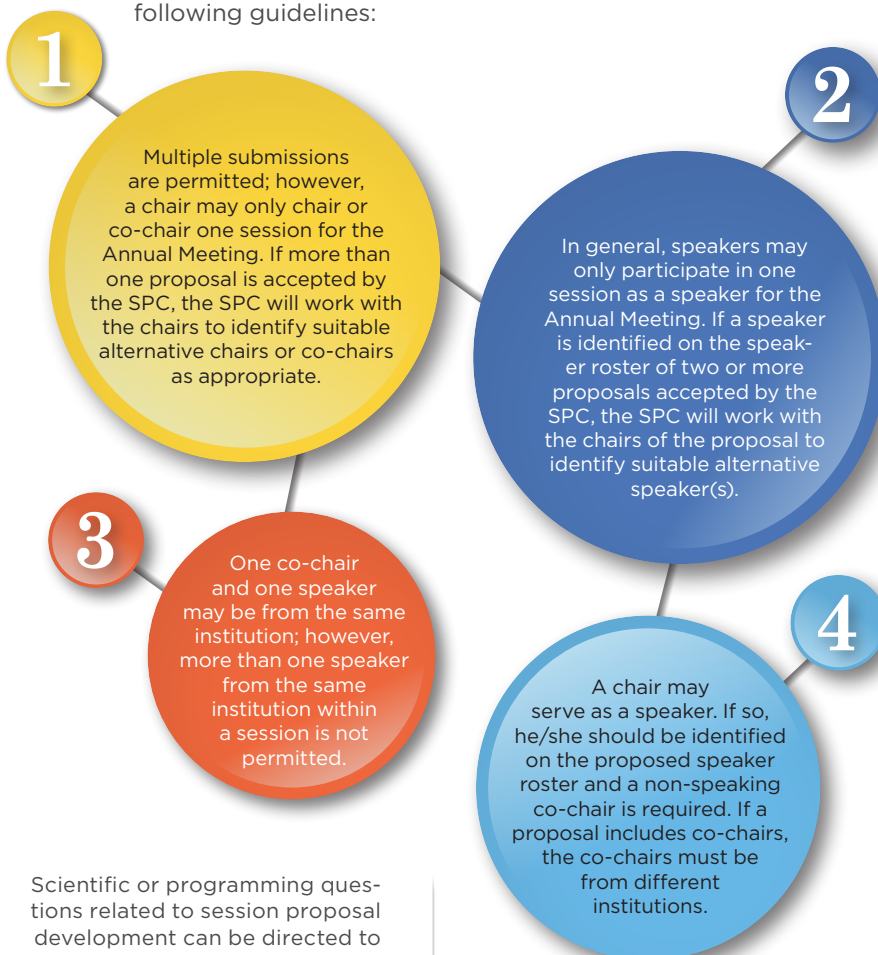 following guidelines:
1
Multiple submissions
are permitted; however,
a chair may only chair or
co-chair one session for the
Annual Meeting. If more than
one proposal is accepted by
the SPC, the SPC will work with
the chairs to identify suitable
alternative chairs or co-chairs
as appropriate.
2
In general, speakers may
only participate in one
session as a speaker for the
Annual Meeting. If a speaker
is identified on the speak-
er roster of two or more
proposals accepted by the
SPC, the SPC will work with
the chairs of the proposal to
identify suitable alternative
speaker(s).
3
One co-chair
and one speaker
may be from the same
institution; however,
more than one speaker
from the same
institution within
a session is not
permitted.
4
A chair may
serve as a speaker. If so,
he/she should be identified
on the proposed speaker
roster and a non-speaking
co-chair is required. If a
proposal includes co-chairs,
the co-chairs must be
from different
institutions.
Scientific or programming ques-
tions related to session proposal
development can be directed to